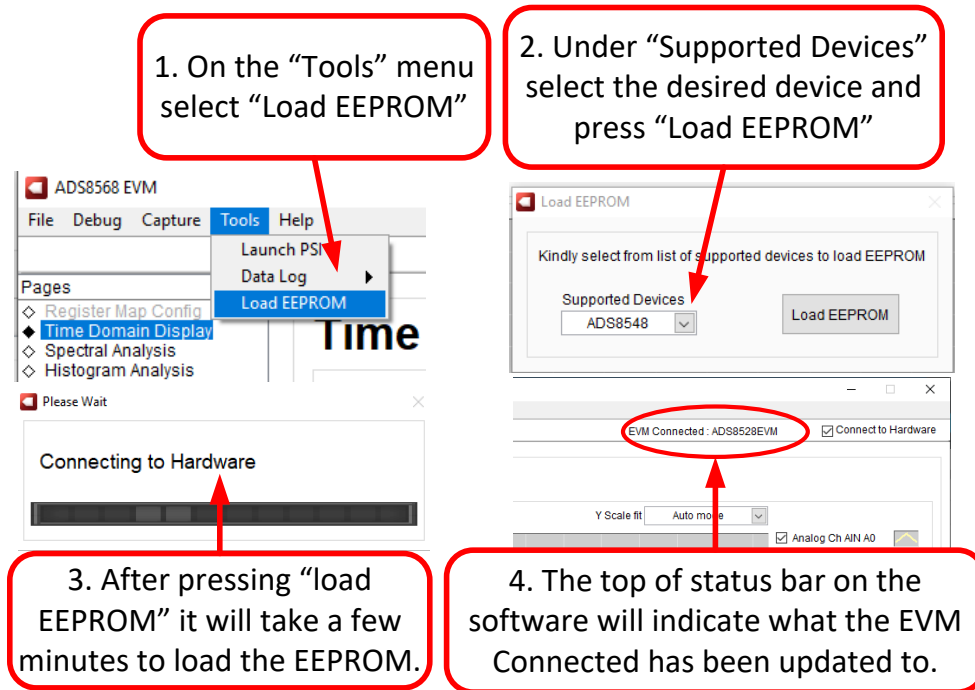 1. On the “Tools” menu
select “Load EEPROM”
2. Under “Supported Devices”
select the desired device and
press “Load EEPROM”
ADS8568 EVM
File Debug Capture Tools Help
Launch PSI
Data Log
Load EEPROM
Pages
Register Map Config
Time Domain Display
Spectral Analysis
Histogram Analysis
Time
Load EEPROM
Kindly select from list of supported devices to load EEPROM
Supported Devices
ADS8548
Load EEPROM
Please Wait
Connecting to Hardware
EVM Connected : ADS8528EVM
Connect to Hardware
Y Scale fit Auto mode
Analog Ch AIN A0
3. After pressing “load
EEPROM” it will take a few
minutes to load the EEPROM.
4. The top of status bar on the
software will indicate what the EVM
Connected has been updated to.